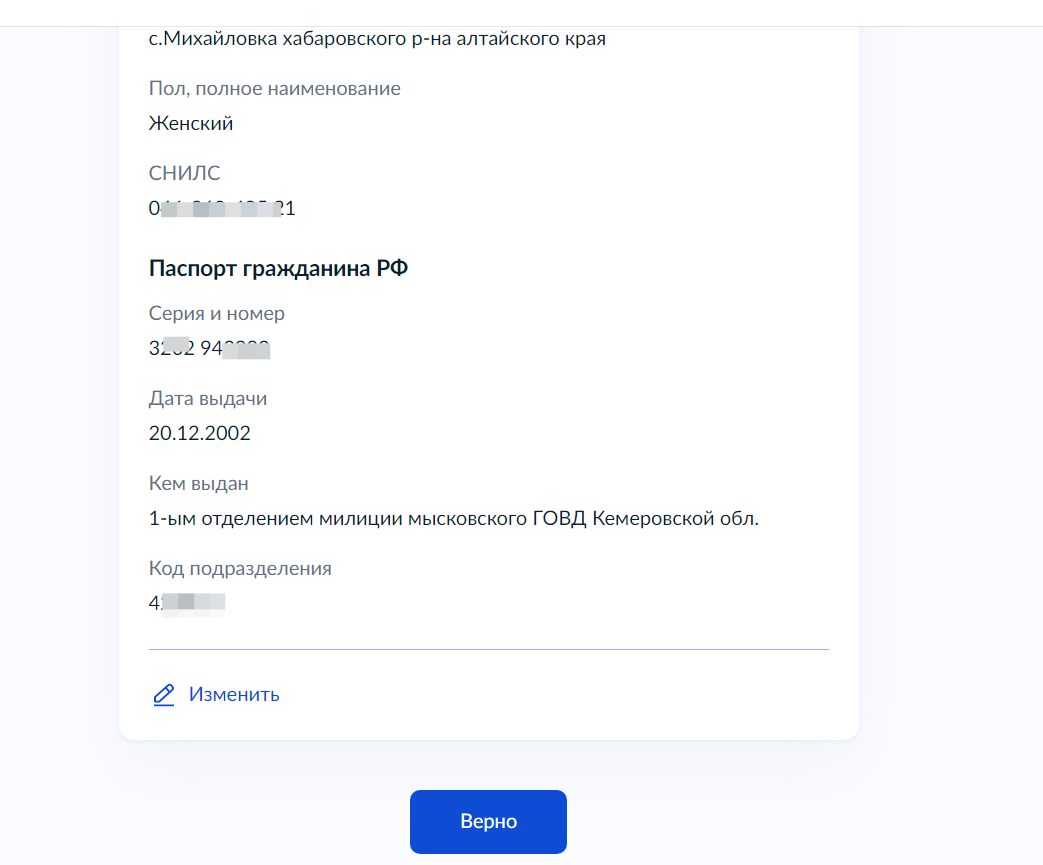 с.Михайловка хабаровского р-на алтайского края
Пол, полное наименование
Женский
СНИЛС
Паспорт гражданина РФ
Серия и номер
Дата выдачи
20.12.2002
Кем выдан
1-ым отделением милиции мысковского ГОВД Кемеровской обл.
Код подразделения
Изменить
Верно